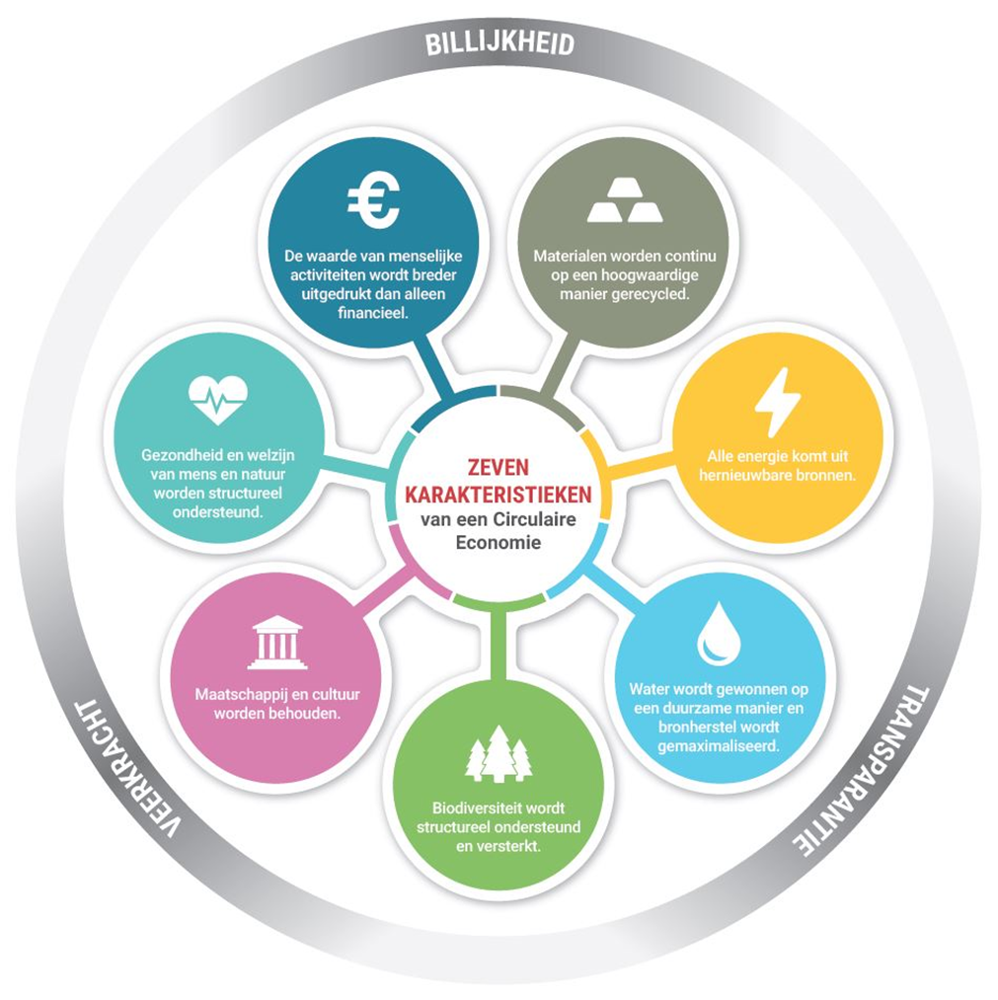 BILLIJKHEID
De waarde van menselijke
activiteiten wordt breder
uitgedrukt dan alleen
financieel.
Materialen worden continu
op een hoogwaardige
manier gerecycled.
Gezondheid en welzijn
van mens en natuur
worden structureel
ondersteund.
Alle energie komt uit
hernieuwbare bronnen.
ZEVEN
KARAKTERISTIEKEN
van een Circulaire
Economie
Maatschappij en cultuur
worden behouden.
Water wordt gewonnen op
een duurzame manier en
bronherstel wordt
gemaximaliseerd.
Biodiversiteit wordt
structureel ondersteund
en versterkt.
VEERKRACHT
TRANSPARANTIE